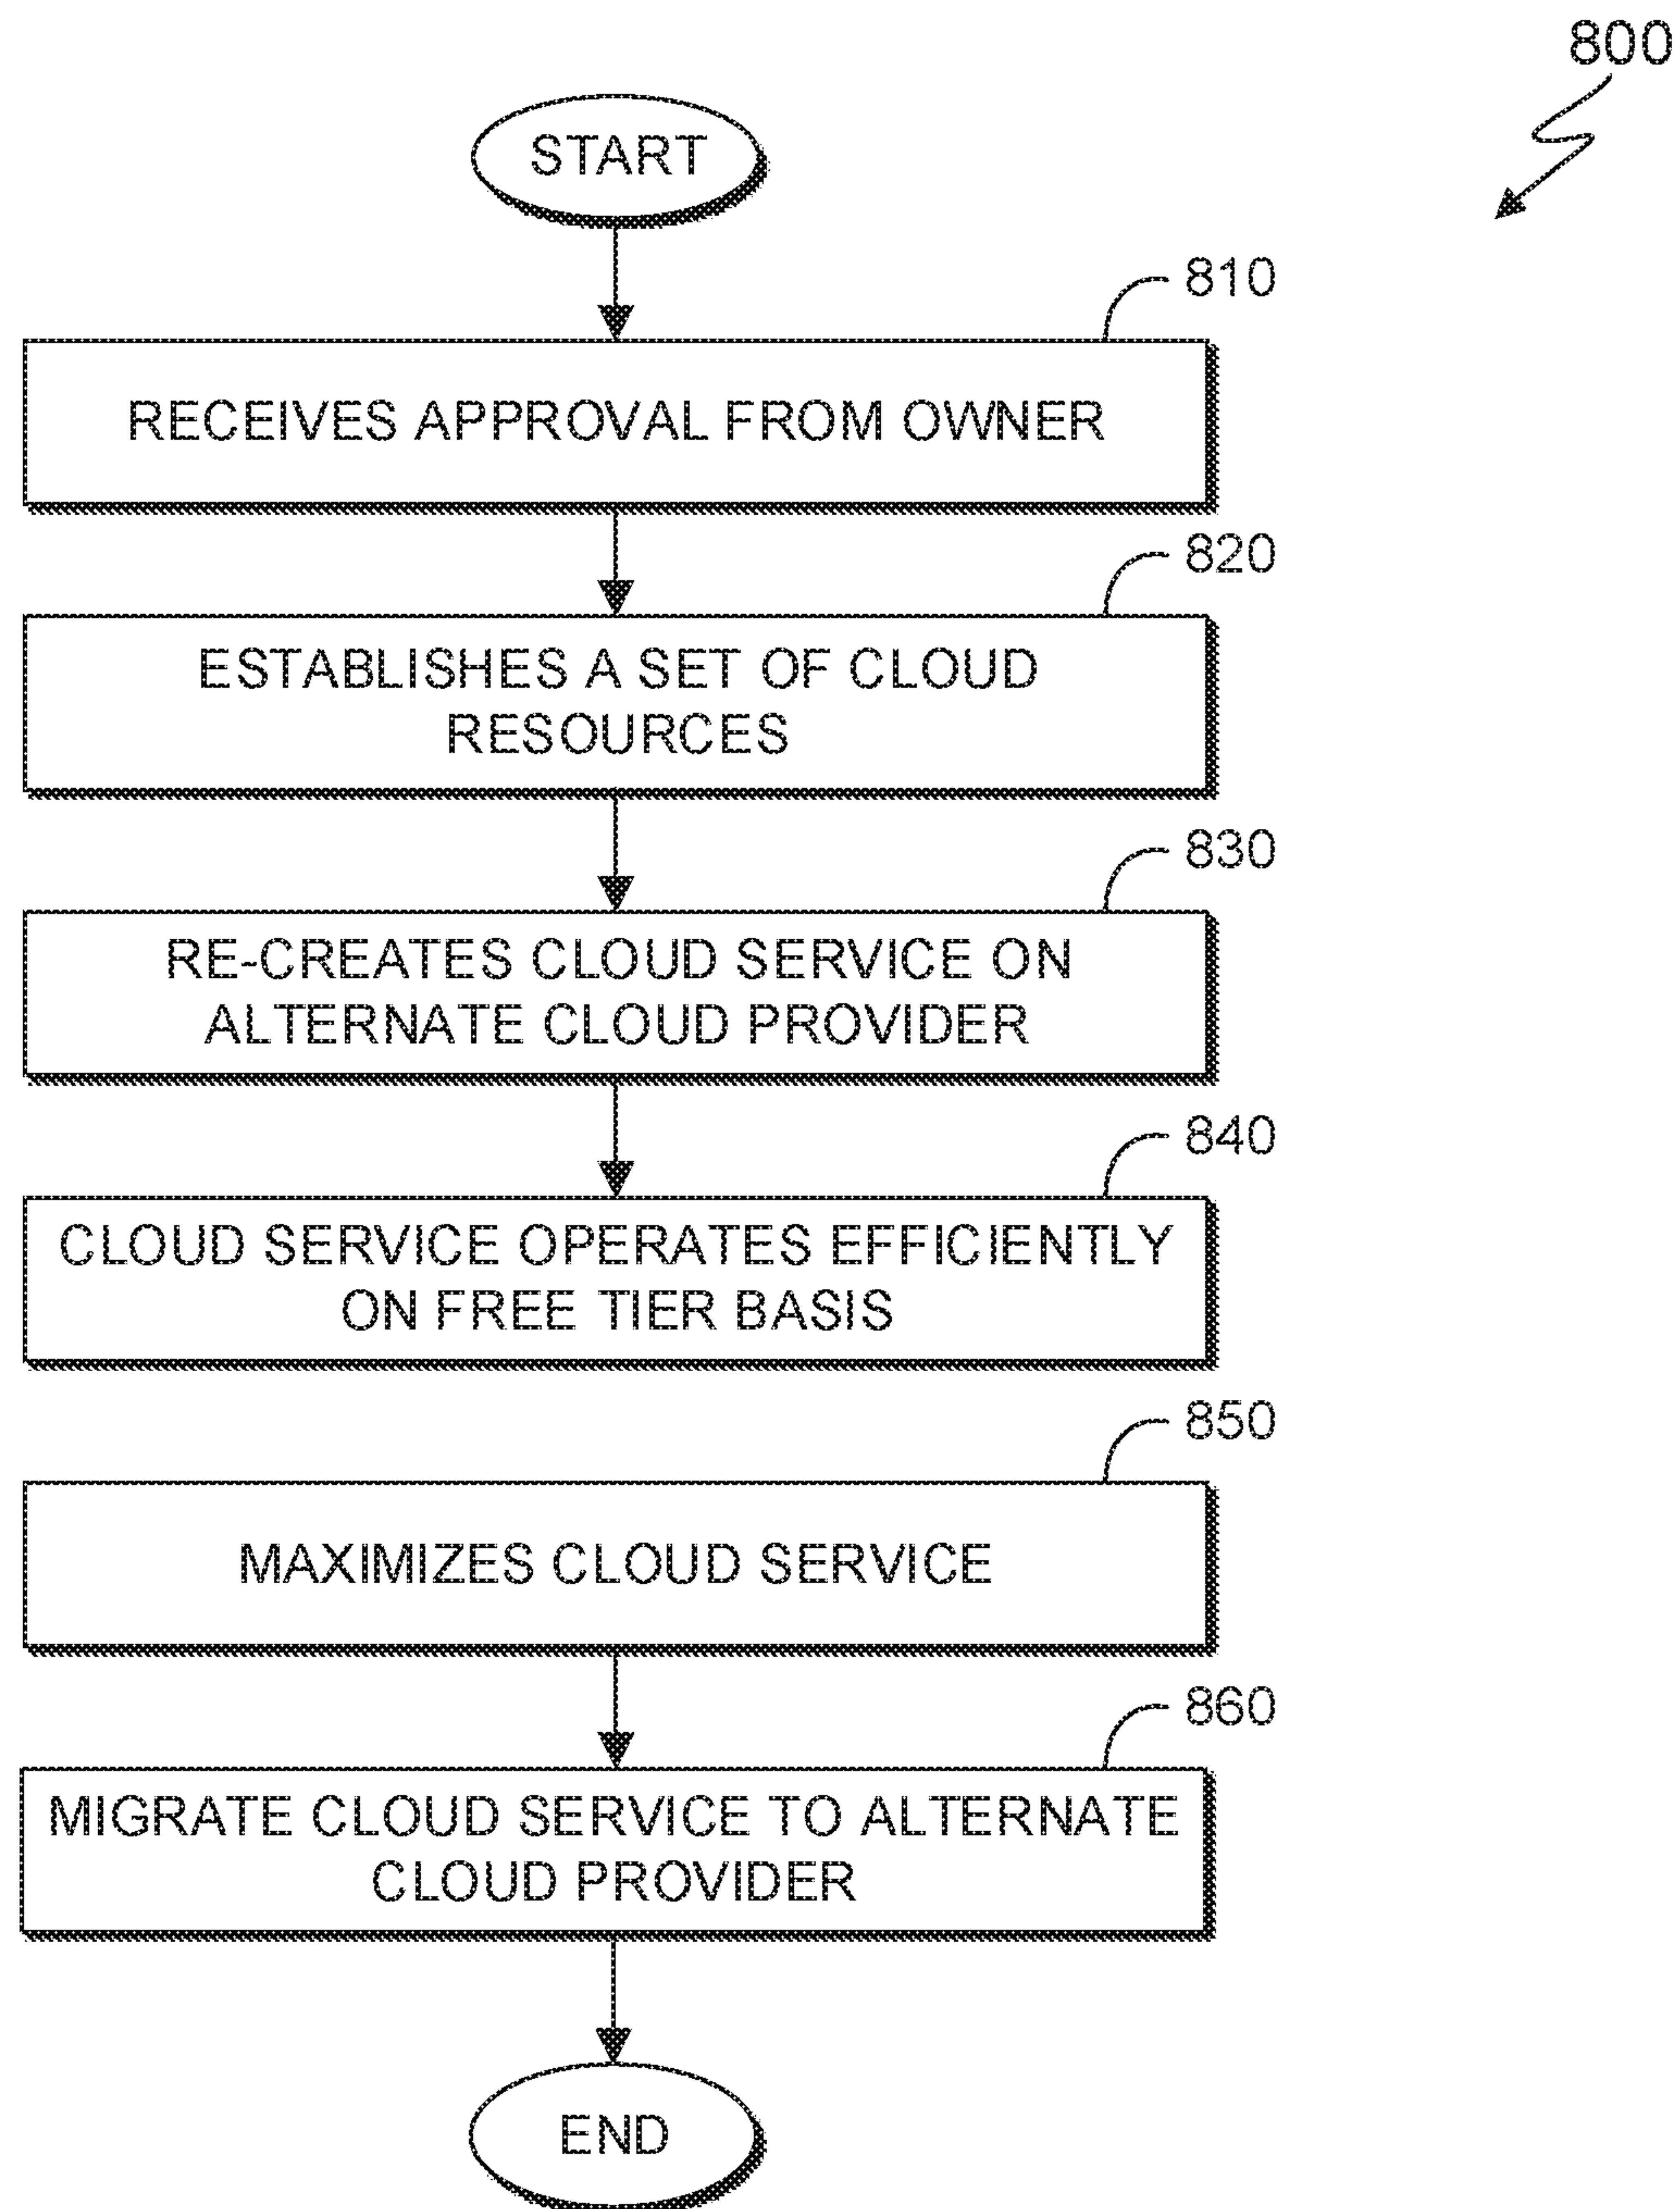 800
START
810
RECEIVES APPROVAL FROM OWNER
820
ESTABLISHES A SET OF CLOUD
RESOURCES
830
RE-CREATES CLOUD SERVICE ON
ALTERNATE CLOUD PROVIDER
840
CLOUD SERVICE OPERATES EFFICIENTLY
ON FREE TIER BASIS
850
MAXIMIZES CLOUD SERVICE
860
MIGRATE CLOUD SERVICE TO ALTERNATE
CLOUD PROVIDER
END